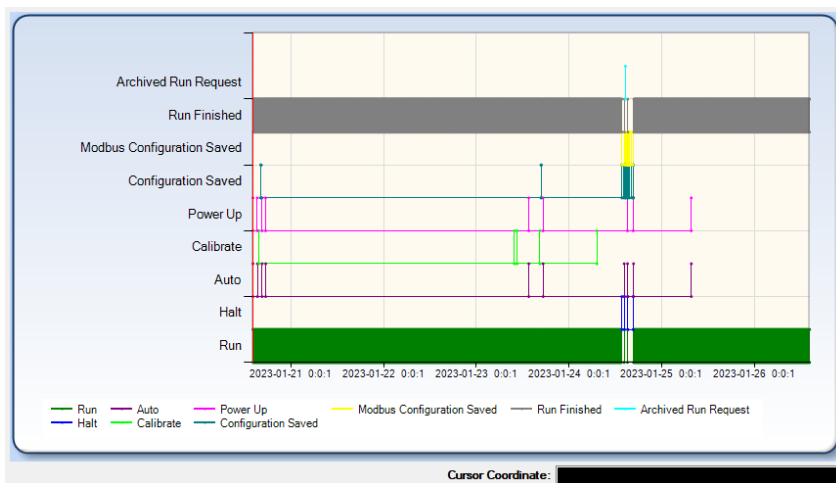 Archived Run Request
Run Finished
Modbus Configuration Saved
Configuration Saved
Power Up
Calibrate
Auto
Halt
Run
2023-01-21 0:0:1 2023-01-22 0:0:1 2023-01-23 0:0:1 2023-01-24 0:0:1 2023-01-25 0:0:1 2023-01-26 0:0:1
Run Auto Power Up Modbus Configuration Saved Run Finished Archived Run Request
Halt Calibrate Configuration Saved
Cursor Coordinate: